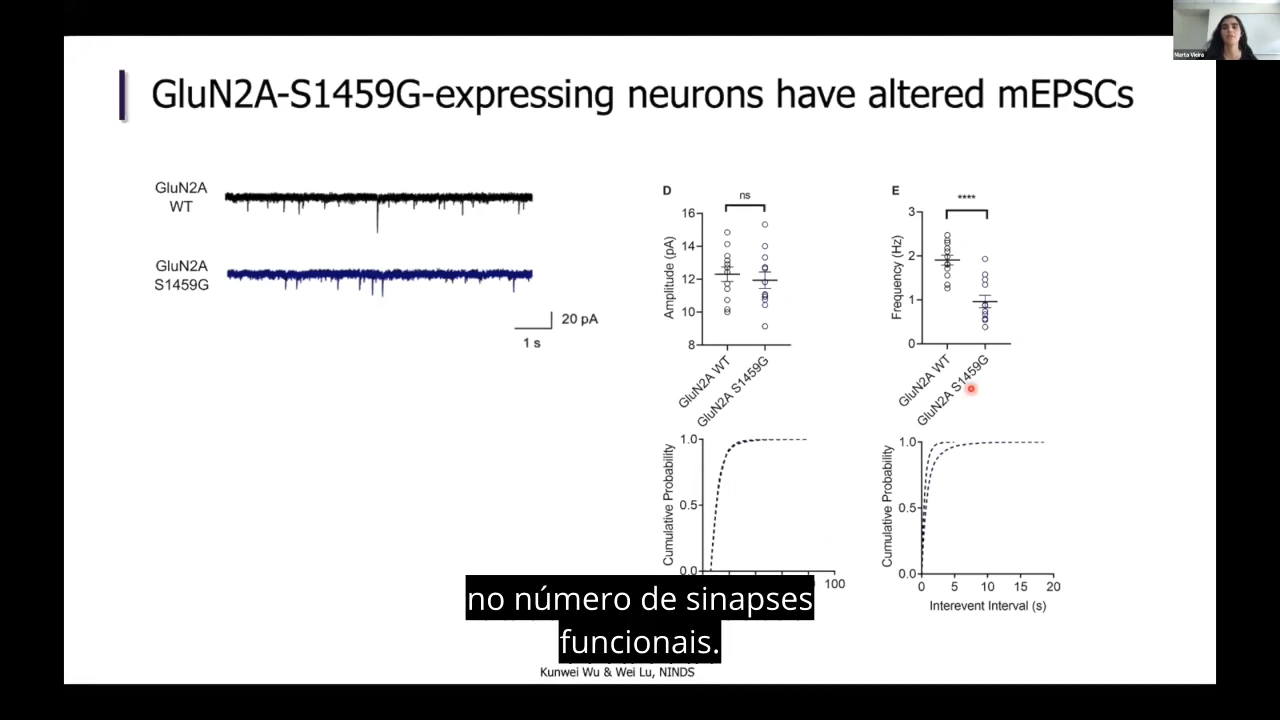 Marta Vieira
GluN2A-S1459G-expressing neurons have altered mEPSCs
GluN2A
WT
GluN2A
S1459G
20 pA
1 s
D
ns
16
14
12
10
8
Amplitude (pA)
GluN2A WT
GluN2A S1459G
E
****
3
2
1
0
Frequency (Hz)
GluN2A WT
GluN2A S1459G
1.0
0.5
0.0
Cumulative Probability
100
1.0
0.5
0.0
Cumulative Probability
0 5 10 15 20
Interevent Interval (s)
no número de sinapses
funcionais.
Kunwei Wu & Wei Lu, NINDS